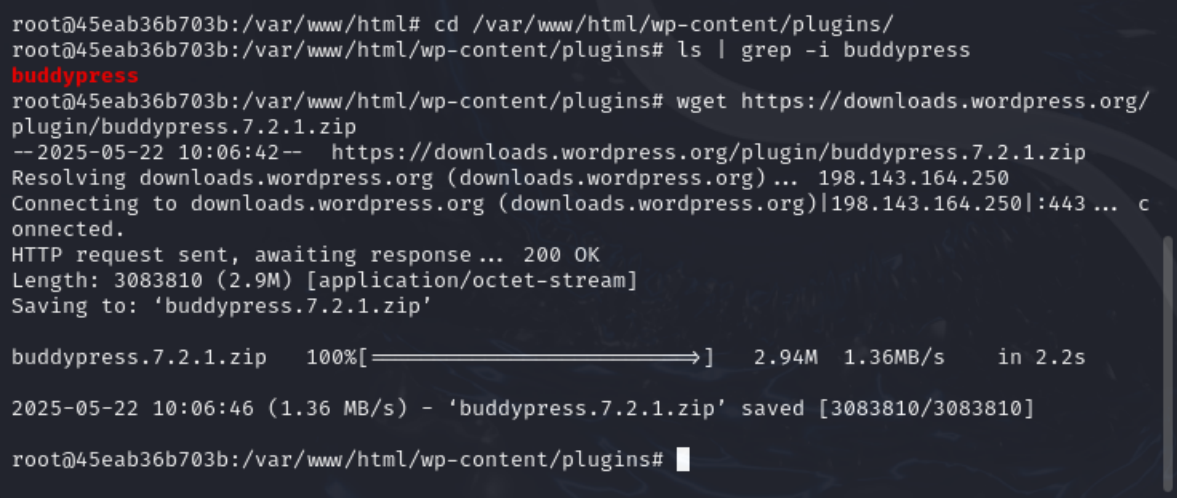 root@45eab36b703b:/var/www/html# cd /var/www/html/wp-content/plugins/
root@45eab36b703b:/var/www/html/wp-content/plugins# ls | grep -i buddypress
buddypress
root@45eab36b703b:/var/www/html/wp-content/plugins# wget https://downloads.wordpress.org/
plugin/buddypress.7.2.1.zip
--2025-05-22 10:06:42--  https://downloads.wordpress.org/plugin/buddypress.7.2.1.zip
Resolving downloads.wordpress.org (downloads.wordpress.org)... 198.143.164.250
Connecting to downloads.wordpress.org (downloads.wordpress.org)|198.143.164.250|:443... c
onnected.
HTTP request sent, awaiting response... 200 OK
Length: 3083810 (2.9M) [application/octet-stream]
Saving to: ‘buddypress.7.2.1.zip’
buddypress.7.2.1.zip   100%[==========================>]   2.94M  1.36MB/s    in 2.2s
2025-05-22 10:06:46 (1.36 MB/s) - ‘buddypress.7.2.1.zip’ saved [3083810/3083810]
root@45eab36b703b:/var/www/html/wp-content/plugins#